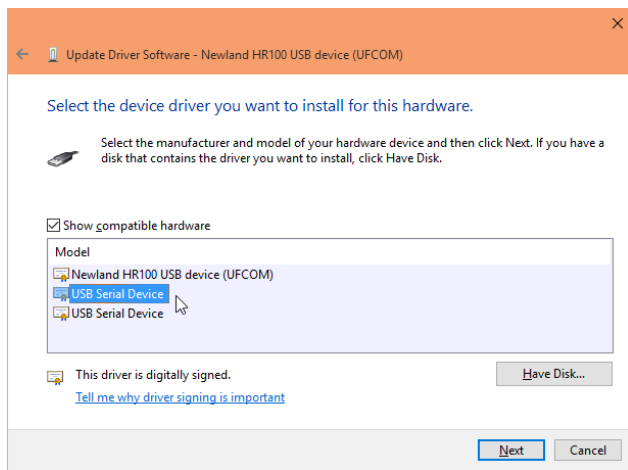 Update Driver Software - Newland HR100 USB device (UFCOM)
Select the device driver you want to install for this hardware.
Select the manufacturer and model of your hardware device and then click Next. If you have a
disk that contains the driver you want to install, click Have Disk.
Show compatible hardware
Model
Newland HR100 USB device (UFCOM)
USB Serial Device
USB Serial Device
This driver is digitally signed.
Have Disk...
Tell me why driver signing is important
Next
Cancel